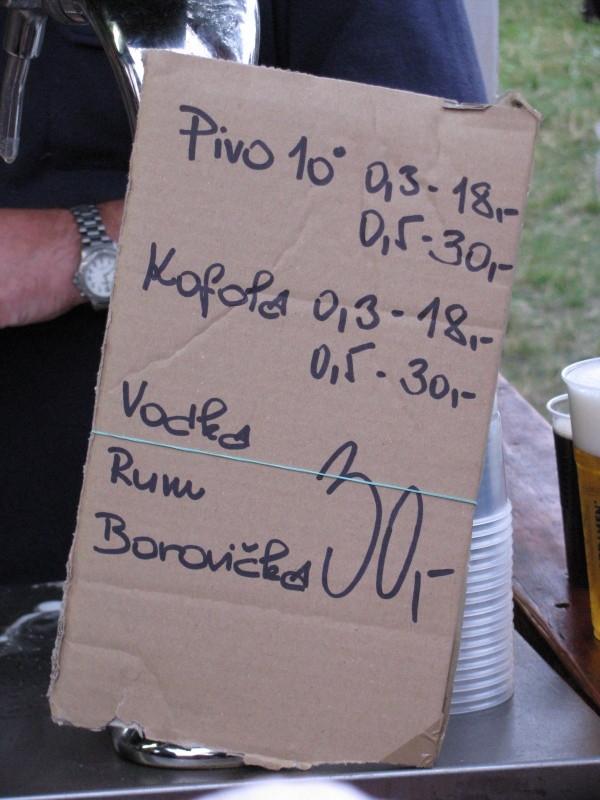 Pivo 10° 0,3 - 18,-
0,5 - 30,-
Kofola 0,3 - 18,-
0,5 - 30,-
Vodka
Rum
Borovička 30,-